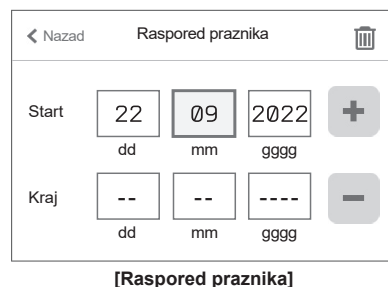 Nazad Raspored praznika
Start 22 09 2022 +
dd mm gggg
Kraj -- -- ---- −
dd mm gggg
[Raspored praznika]